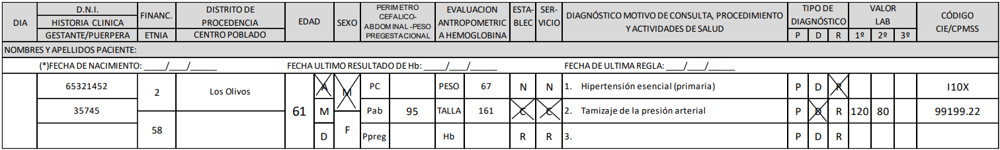 DIA
D.N.I.
HISTORIA CLINICA
GESTANTE/PUERPERA
FINANC.
ETNIA
DISTRITO DE
PROCEDENCIA
CENTRO POBLADO
EDAD
SEXO
PERIMETRO
CEFALICO-
ABDOMINAL -PESO
PREGESTACIONAL
EVALUACION
ANTROPOMETRIC
A HEMOGLOBINA
ESTA-
BLEC
SER-
VICIO
DIAGNÓSTICO MOTIVO DE CONSULTA, PROCEDIMIENTO
Y ACTIVIDADES DE SALUD
TIPO DE
DIAGNÓSTICO
P D R
VALOR
LAB
1º 2º 3º
CÓDIGO
CIE/CPMSS
NOMBRES Y APELLIDOS PACIENTE:
(*)FECHA DE NACIMIENTO: _____/____/______ FECHA ULTIMO RESULTADO DE Hb: _____/____/______ FECHA DE ULTIMA REGLA: ____/____/______
65321452 2 Los Olivos A M PC PESO 67 N N 1. Hipertensión esencial (primaria) P D R I10X
35745 61 M Pab 95 TALLA 161 C C 2. Tamizaje de la presión arterial P D R 120 80 99199.22
58 D F Ppreg Hb R R 3. P D R